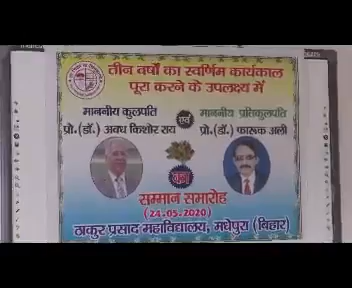 तीन वर्षों का स्वर्णिम कार्यकाल
पूरा करने के उपलक्ष्य में
माननीय कुलपति
प्रो.(डॉ.) अवध किशोर राय
एवं
माननीय प्रतिकुलपति
प्रो.(डॉ.) फारूक अली
का
सम्मान समारोह
(24.05.2020)
ठाकुर प्रसाद महाविद्यालय, मधेपुरा (बिहार)